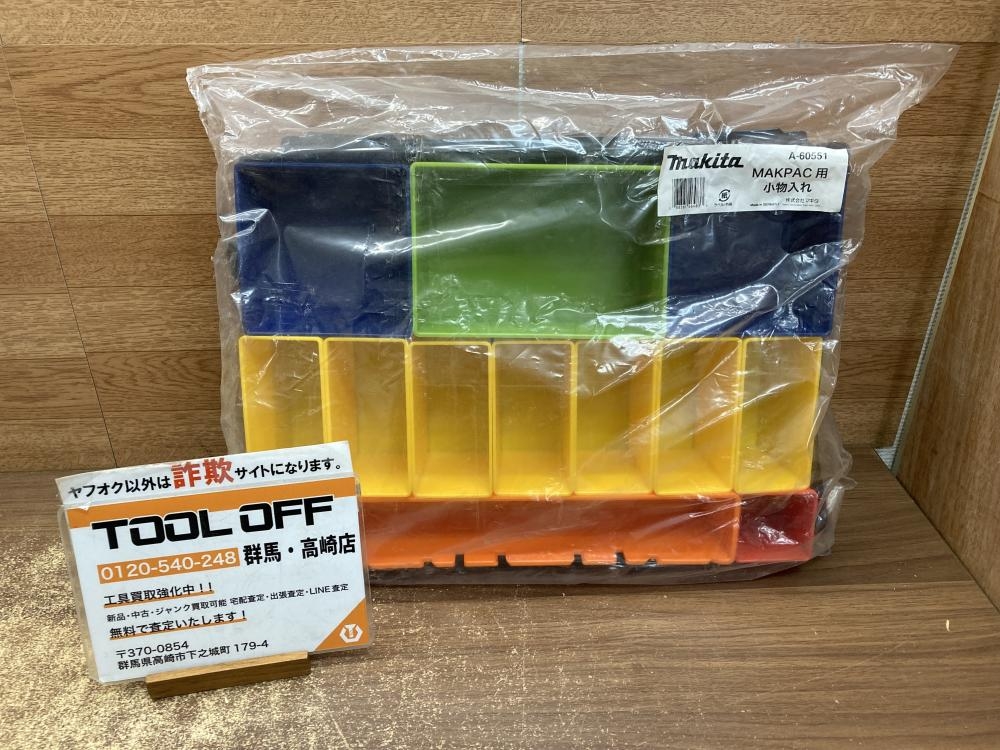 makita
A-60551
MAKPAC 用
小物入れ
株式会社マキタ
ヤフオク以外は詐欺サイトになります。
TOOL OFF
0120-540-248 群馬・高崎店
工具買取強化中！！
新品・中古・ジャンク買取可能 宅配査定・出張査定・LINE査定
無料で査定いたします！
〒370-0854
群馬県高崎市下之城町 179-4